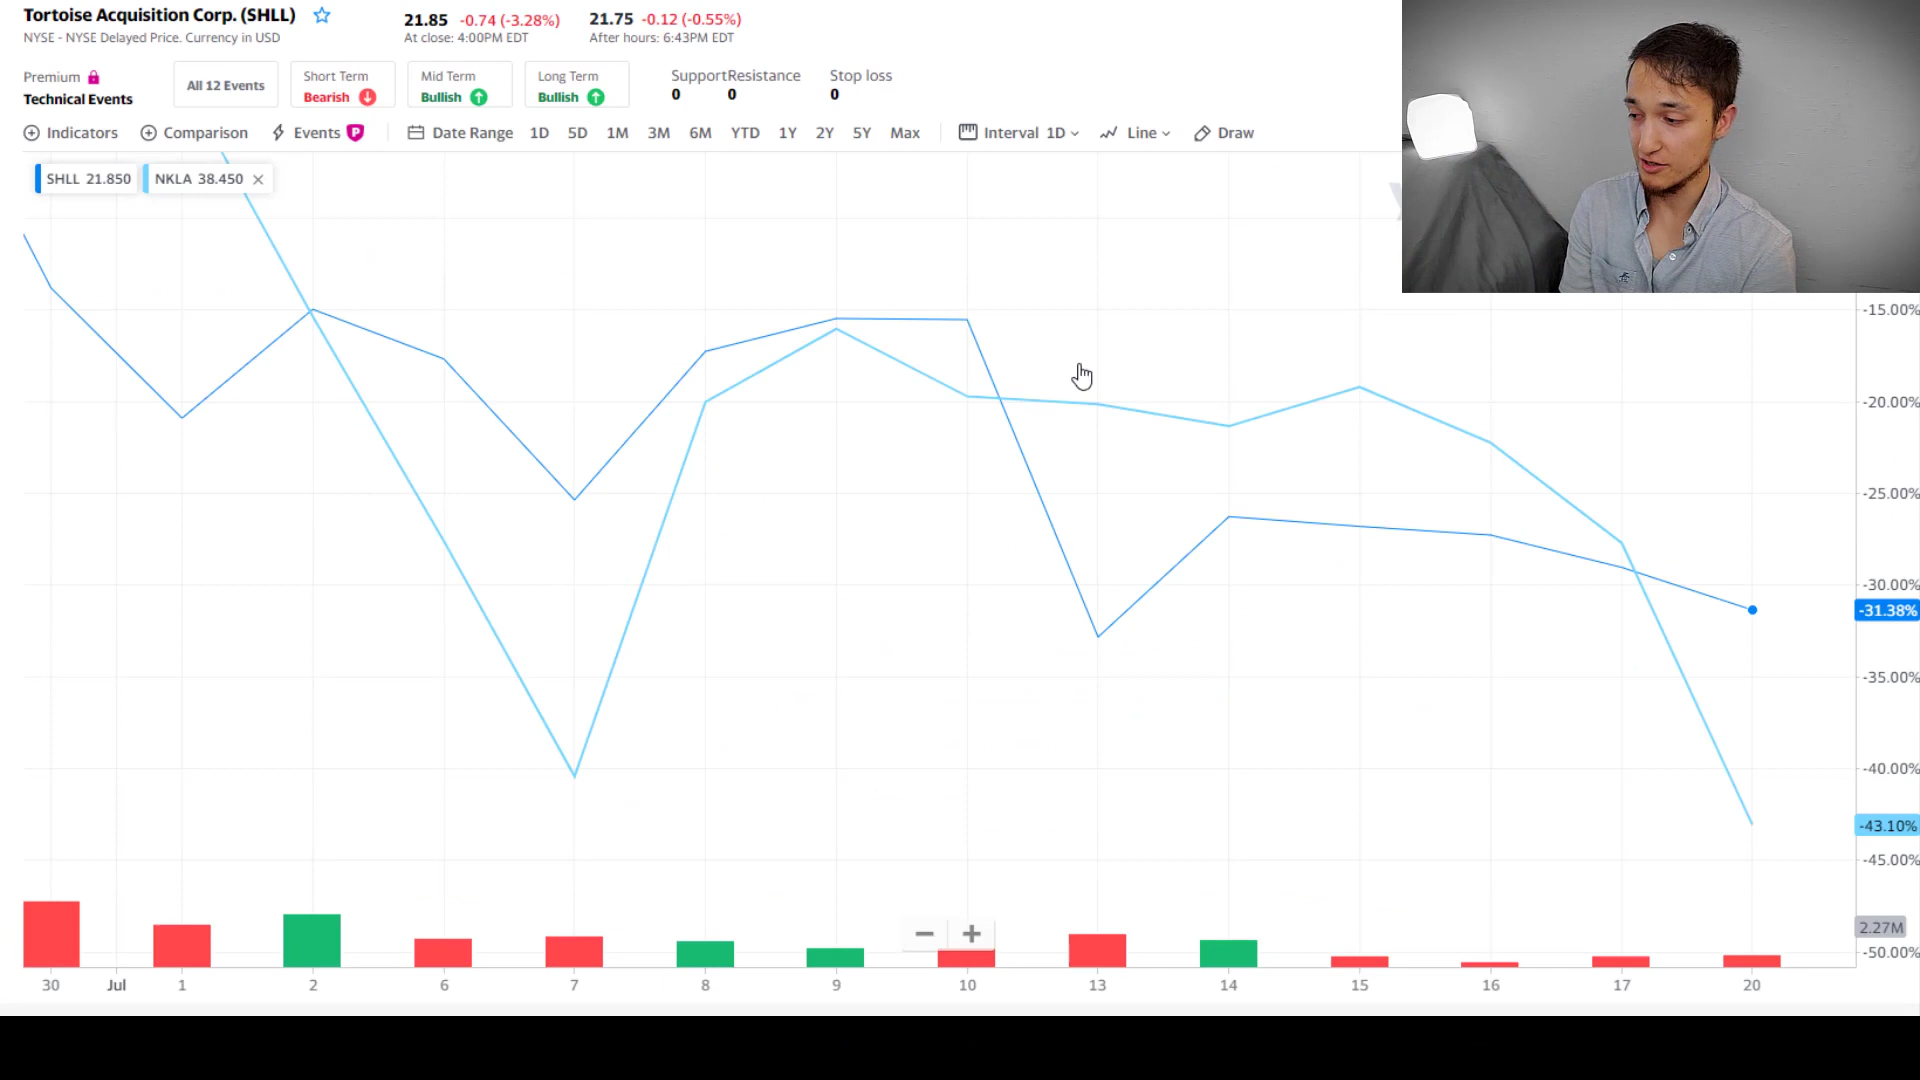 Tortoise Acquisition Corp. (SHLL)
NYSE - NYSE Delayed Price. Currency in USD
21.85 -0.74 (-3.28%)
At close: 4:00PM EDT
21.75 -0.12 (-0.55%)
After hours: 6:43PM EDT
Premium
Technical Events
All 12 Events
Short Term
Bearish
Mid Term
Bullish
Long Term
Bullish
Support
0
Resistance
0
Stop loss
0
Indicators Comparison Events P Date Range 1D 5D 1M 3M 6M YTD 1Y 2Y 5Y Max Interval 1D Line Draw
SHLL 21.850 NKLA 38.450
-15.00%
-20.00%
-25.00%
-30.00%
-31.38%
-35.00%
-40.00%
-43.10%
-45.00%
2.27M
-50.00%
30 Jul 1 2 6 7 8 9 10 13 14 15 16 17 20